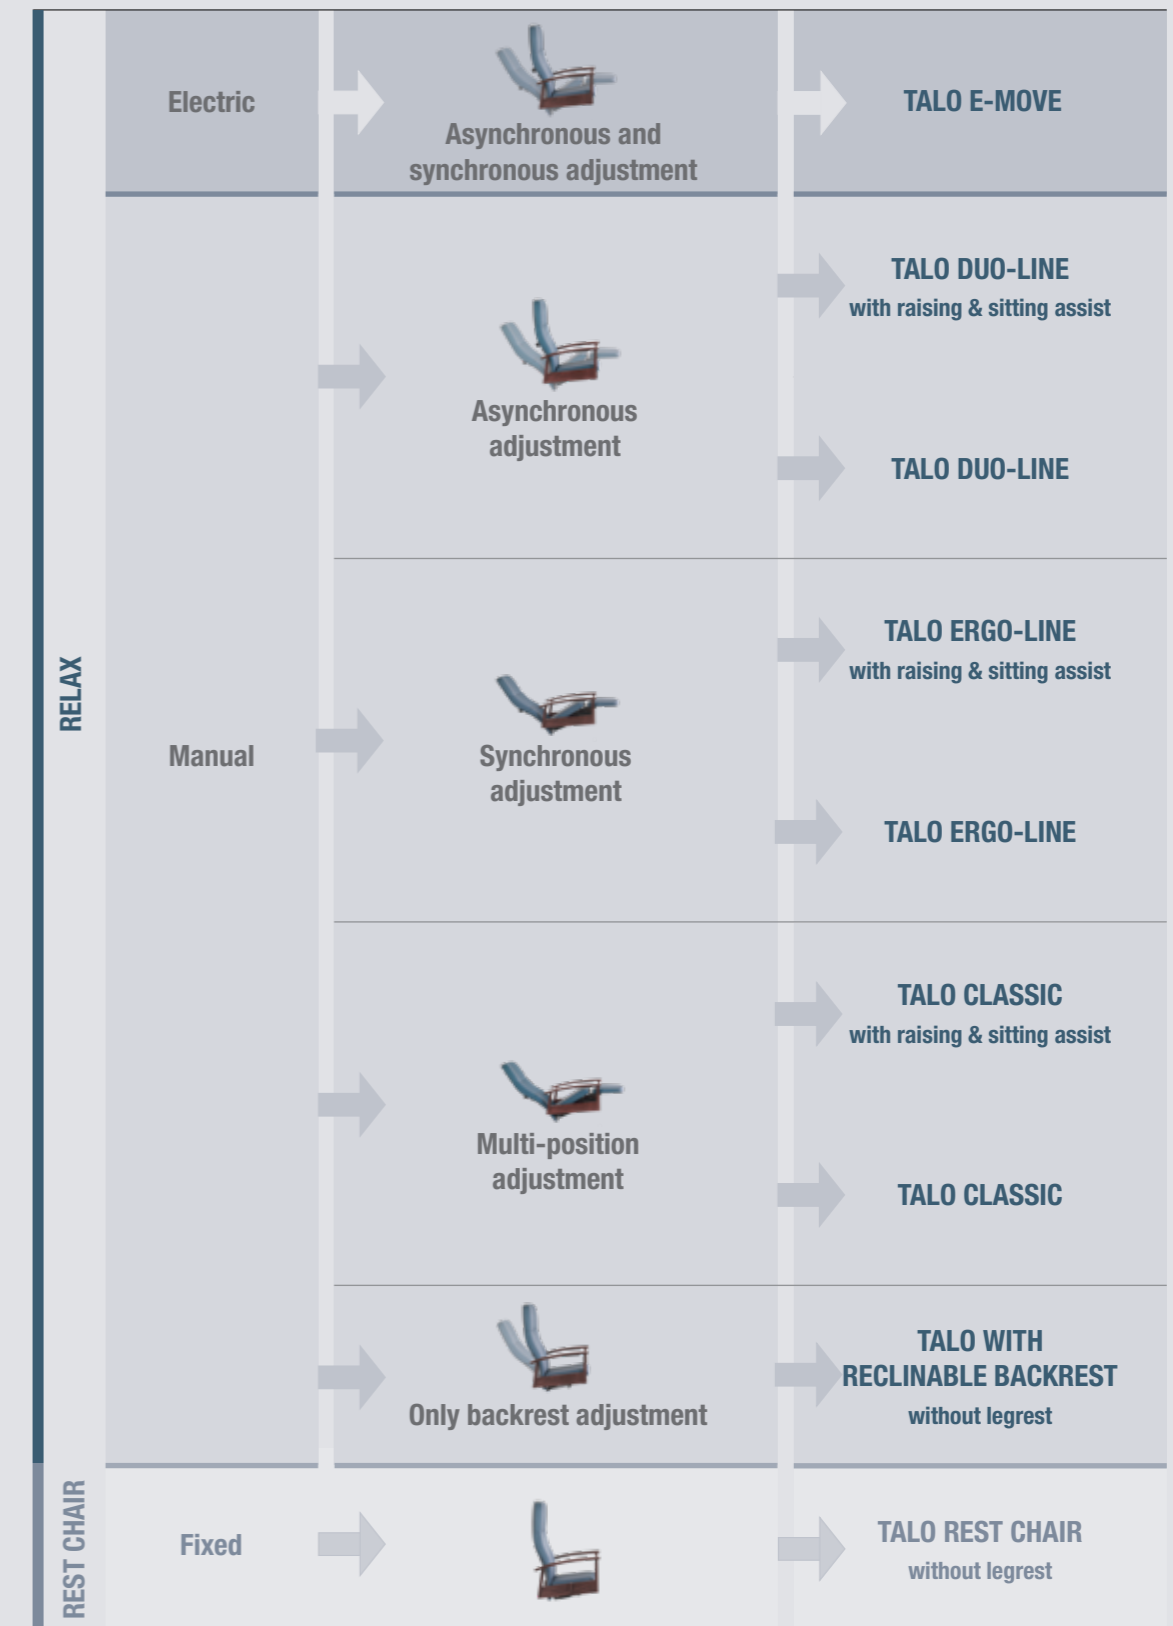 RELAX
Electric
Asynchronous and
synchronous adjustment
TALO E-MOVE
Manual
Asynchronous
adjustment
TALO DUO-LINE
with raising & sitting assist
TALO DUO-LINE
Synchronous
adjustment
TALO ERGO-LINE
with raising & sitting assist
TALO ERGO-LINE
Multi-position
adjustment
TALO CLASSIC
with raising & sitting assist
TALO CLASSIC
Only backrest adjustment
TALO WITH
RECLINABLE BACKREST
without legrest
REST CHAIR
Fixed
TALO REST CHAIR
without legrest